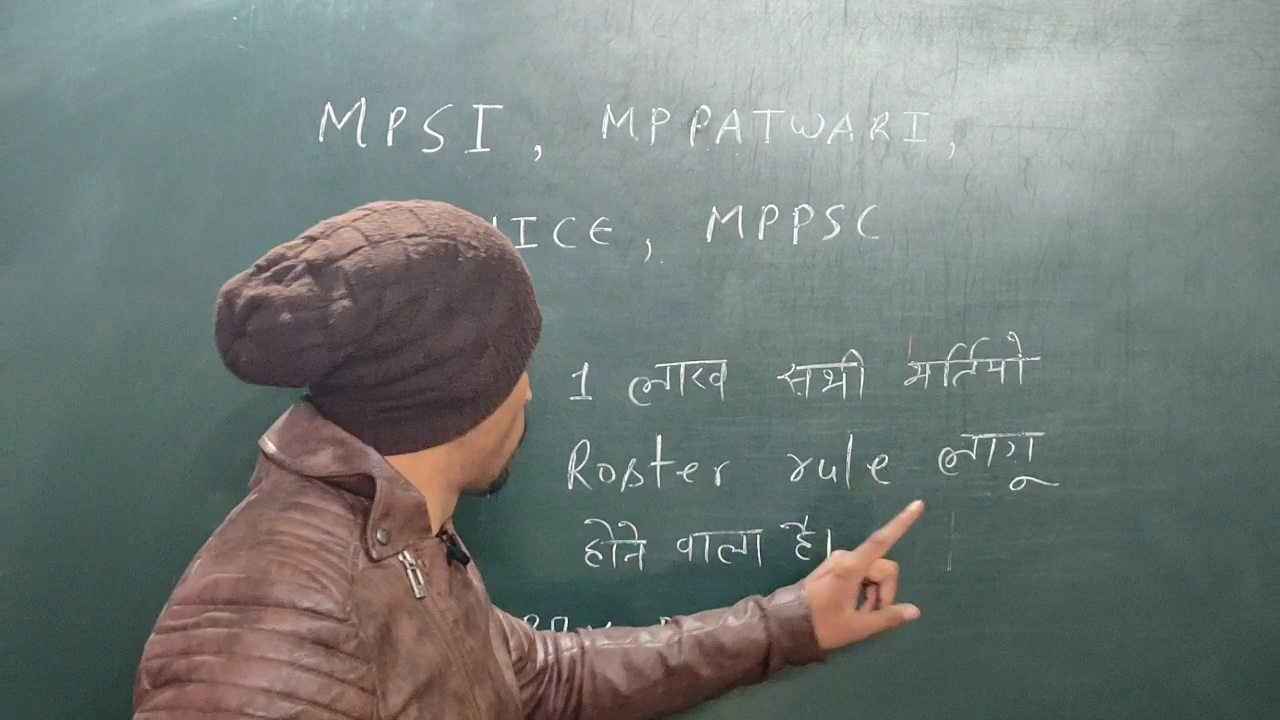 MPSI, MPPATWARI,
ICE, MPPSC
1 लाख सभी भर्तियो
Roster rule लागू
होने वाला है।